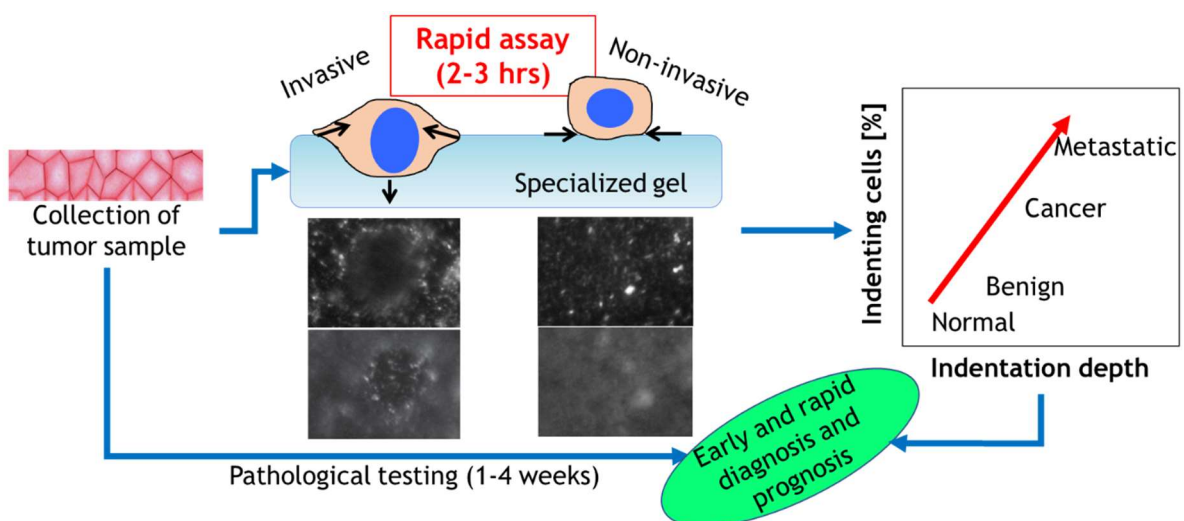 Rapid assay
(2-3 hrs)
Invasive
Non-invasive
Specialized gel
Collection of
tumor sample
Indenting cells [%]
Metastatic
Cancer
Benign
Normal
Indentation depth
Early and rapid
diagnosis and
prognosis
Pathological testing (1-4 weeks)